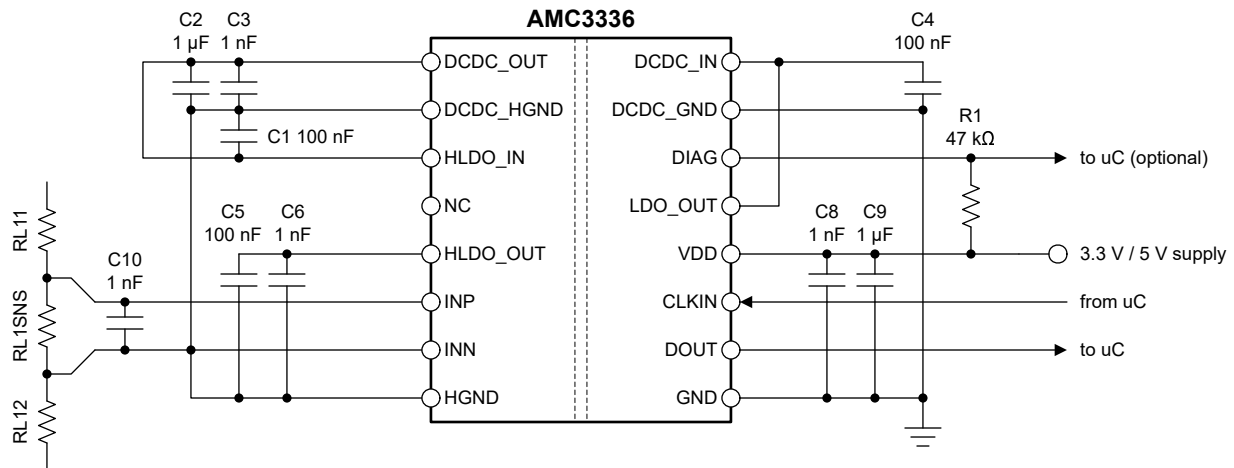 AMC3336
C2
1 µF
C3
1 nF
C4
100 nF
DCDC_OUT
DCDC_IN
DCDC_HGND
DCDC_GND
C1 100 nF
R1
47 kΩ
HLDO_IN
DIAG
to uC (optional)
NC
LDO_OUT
RL11
C5
100 nF
C6
1 nF
C8
1 nF
C9
1 µF
HLDO_OUT
VDD
3.3 V / 5 V supply
C10
1 nF
INP
CLKIN
from uC
RL1SNS
INN
DOUT
to uC
RL12
HGND
GND